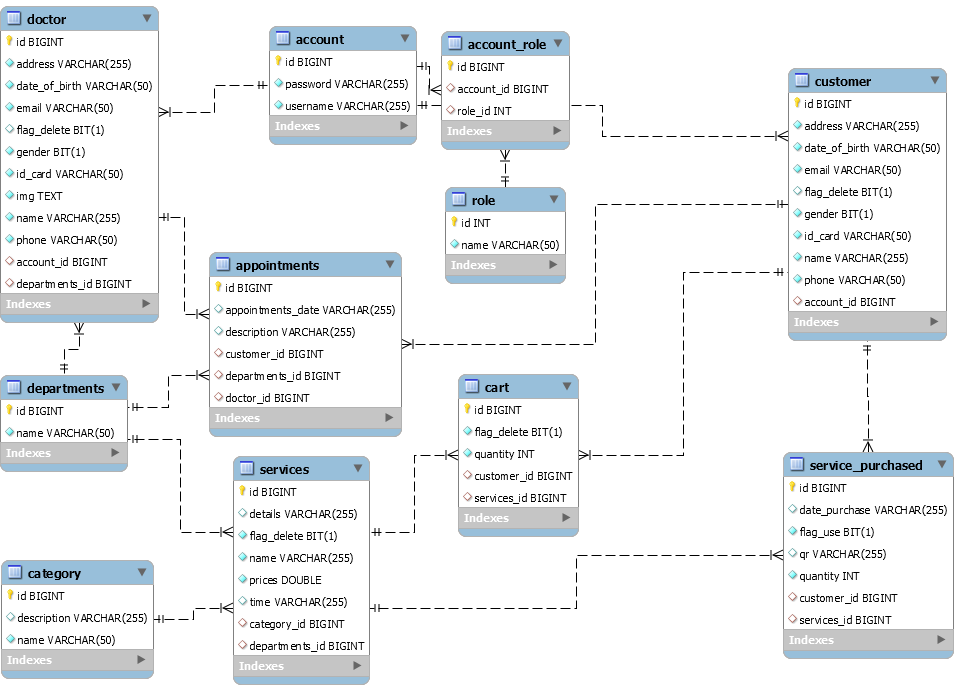 doctor
id BIGINT
address VARCHAR(255)
date_of_birth VARCHAR(50)
email VARCHAR(50)
flag_delete BIT(1)
gender BIT(1)
id_card VARCHAR(50)
img TEXT
name VARCHAR(255)
phone VARCHAR(50)
account_id BIGINT
departments_id BIGINT
Indexes
account
id BIGINT
password VARCHAR(255)
username VARCHAR(255)
Indexes
account_role
id BIGINT
account_id BIGINT
role_id INT
Indexes
customer
id BIGINT
address VARCHAR(255)
date_of_birth VARCHAR(50)
email VARCHAR(50)
flag_delete BIT(1)
gender BIT(1)
id_card VARCHAR(50)
name VARCHAR(255)
phone VARCHAR(50)
account_id BIGINT
Indexes
role
id INT
name VARCHAR(50)
Indexes
appointments
id BIGINT
appointments_date VARCHAR(255)
description VARCHAR(255)
customer_id BIGINT
departments_id BIGINT
doctor_id BIGINT
Indexes
departments
id BIGINT
name VARCHAR(50)
Indexes
cart
id BIGINT
flag_delete BIT(1)
quantity INT
customer_id BIGINT
services_id BIGINT
Indexes
services
id BIGINT
details VARCHAR(255)
flag_delete BIT(1)
name VARCHAR(255)
prices DOUBLE
time VARCHAR(255)
category_id BIGINT
departments_id BIGINT
Indexes
service_purchased
id BIGINT
date_purchase VARCHAR(255)
flag_use BIT(1)
qr VARCHAR(255)
quantity INT
customer_id BIGINT
services_id BIGINT
Indexes
category
id BIGINT
description VARCHAR(255)
name VARCHAR(50)
Indexes